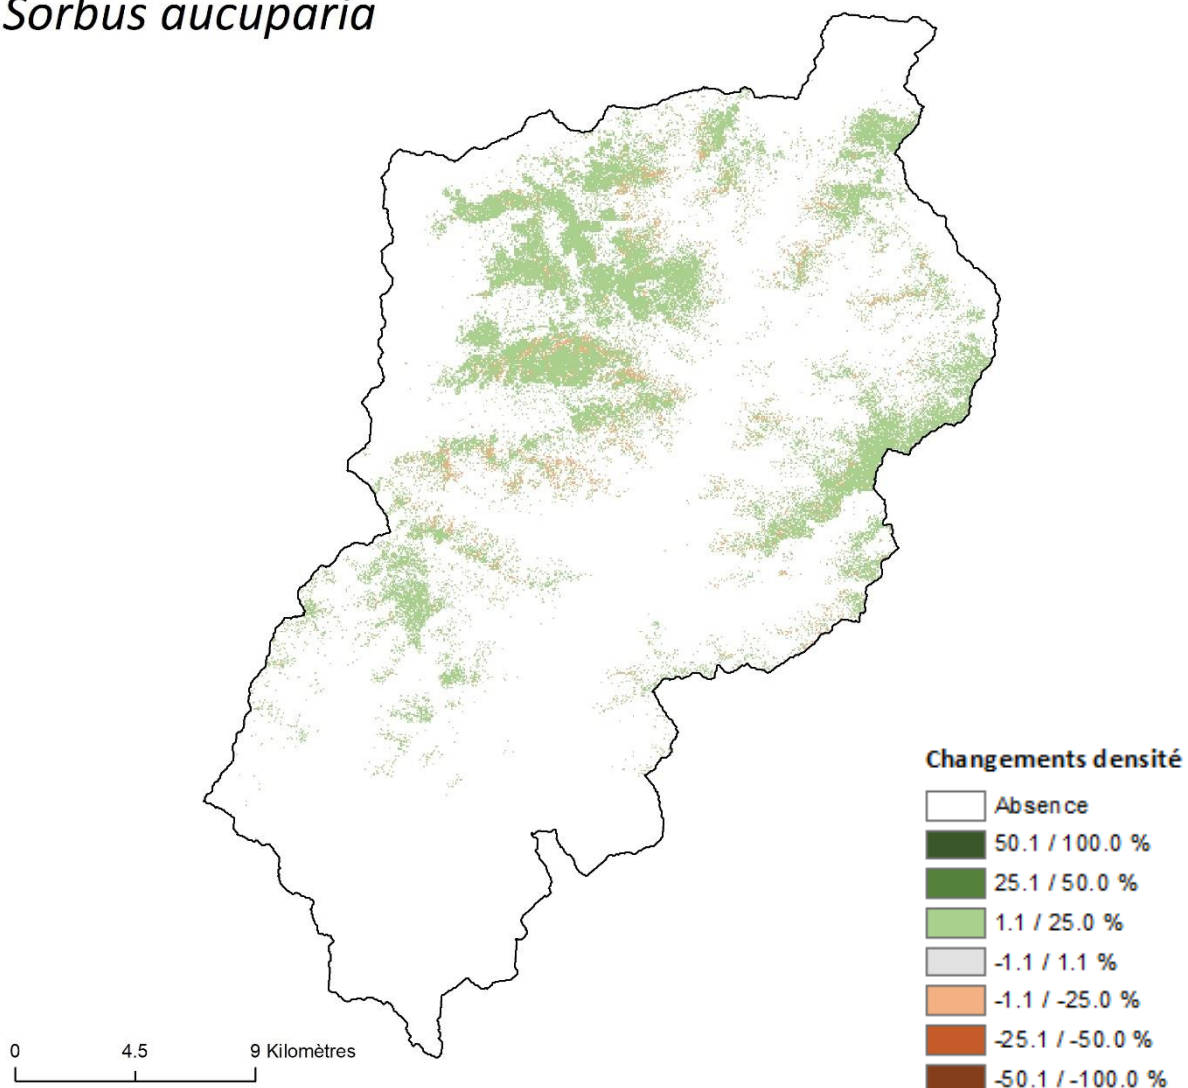 Sorbus aucuparia
Changements densité
Absence
50.1 / 100.0 %
25.1 / 50.0 %
1.1 / 25.0 %
-1.1 / 1.1 %
-1.1 / -25.0 %
-25.1 / -50.0 %
-50.1 / -100.0 %
0 4.5 9 Kilomètres